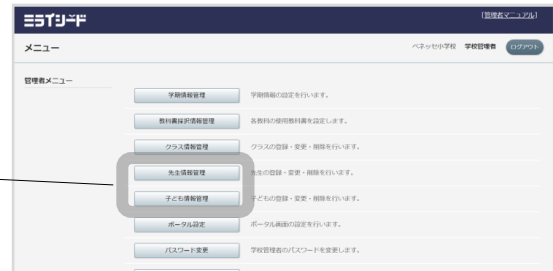 ミライシード
[管理者マニュアル]
メニュー
ベネッセ小学校 学校管理者 ログアウト
管理者メニュー
学期情報管理 学期情報の設定を行います。
教科書採択情報管理 各教科の使用教科書を設定します。
クラス情報管理 クラスの登録・変更・削除を行います。
先生情報管理 先生の登録・変更・削除を行います。
子ども情報管理 子どもの登録・変更・削除を行います。
ポータル設定 ポータル画面の設定を行います。
パスワード変更 学校管理者のパスワードを変更します。